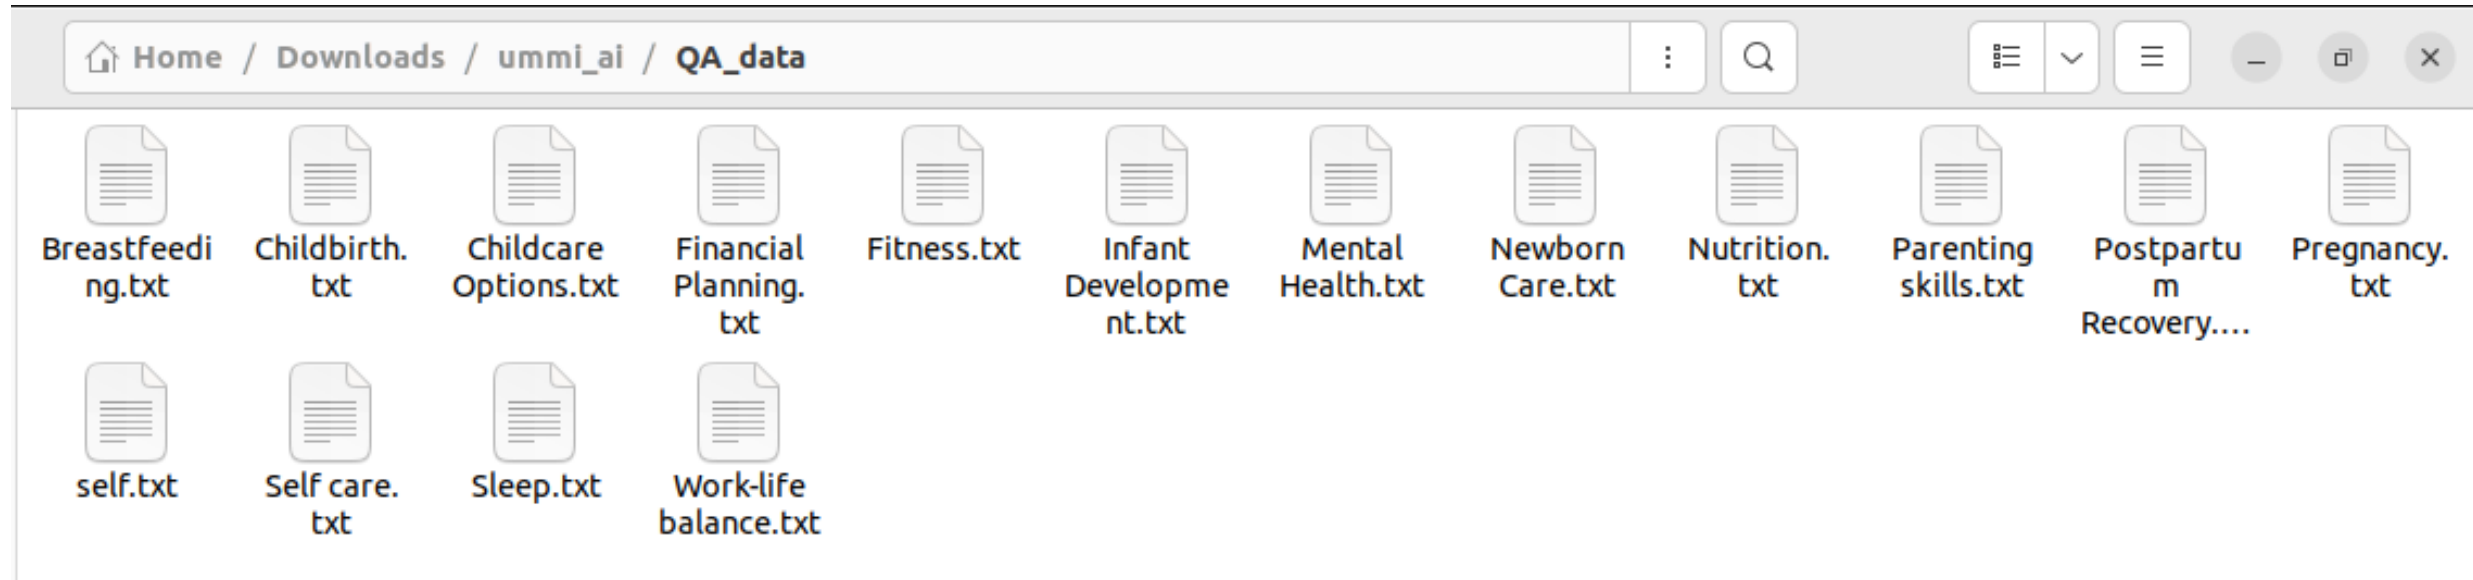 Home / Downloads / ummi_ai / QA_data
Breastfeedi
ng.txt
Childbirth.
txt
Childcare
Options.txt
Financial
Planning.
txt
Fitness.txt
Infant
Developme
nt.txt
Mental
Health.txt
Newborn
Care.txt
Nutrition.
txt
Parenting
skills.txt
Postpartu
m
Recovery....
Pregnancy.
txt
self.txt
Self care.
txt
Sleep.txt
Work-life
balance.txt